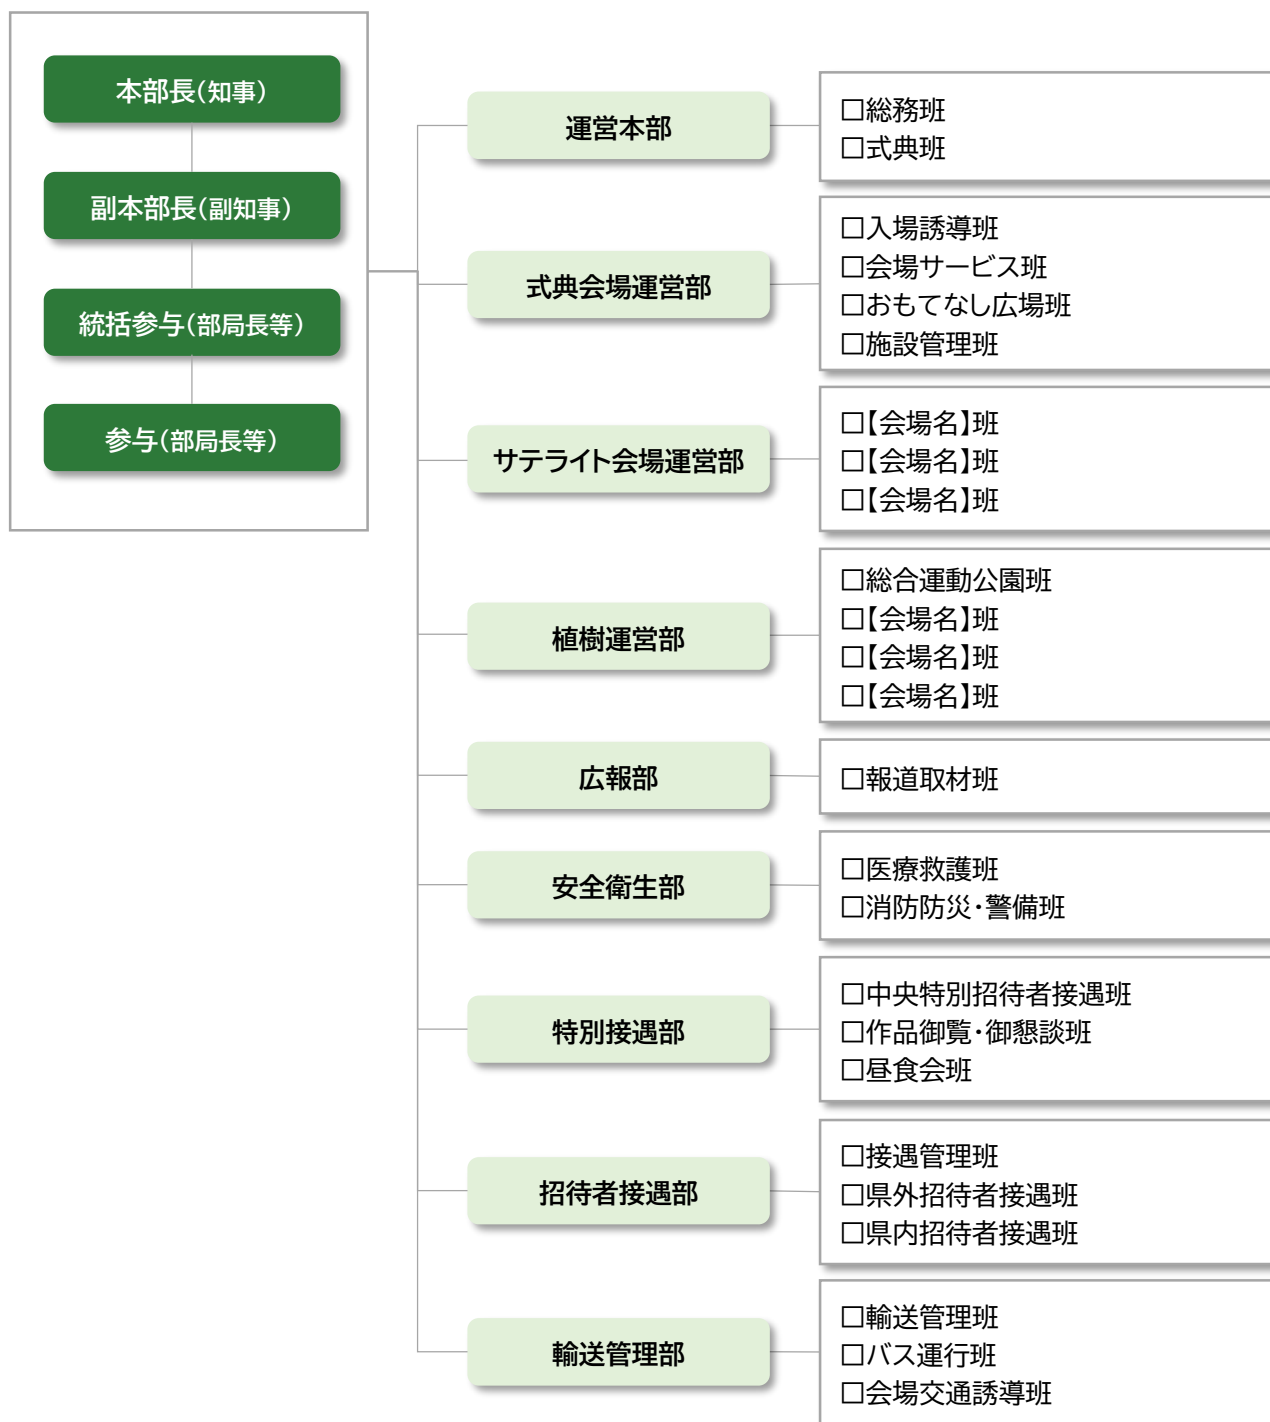 本部長(知事)
副本部長(副知事)
統括参与(部局長等)
参与(部局長等)
運営本部
□総務班
□式典班
式典会場運営部
□入場誘導班
□会場サービス班
□おもてなし広場班
□施設管理班
サテライト会場運営部
□【会場名】班
□【会場名】班
□【会場名】班
植樹運営部
□総合運動公園班
□【会場名】班
□【会場名】班
□【会場名】班
広報部
□報道取材班
安全衛生部
□医療救護班
□消防防災・警備班
特別接遇部
□中央特別招待者接遇班
□作品御覧・御懇談班
□昼食会班
招待者接遇部
□接遇管理班
□県外招待者接遇班
□県内招待者接遇班
輸送管理部
□輸送管理班
□バス運行班
□会場交通誘導班